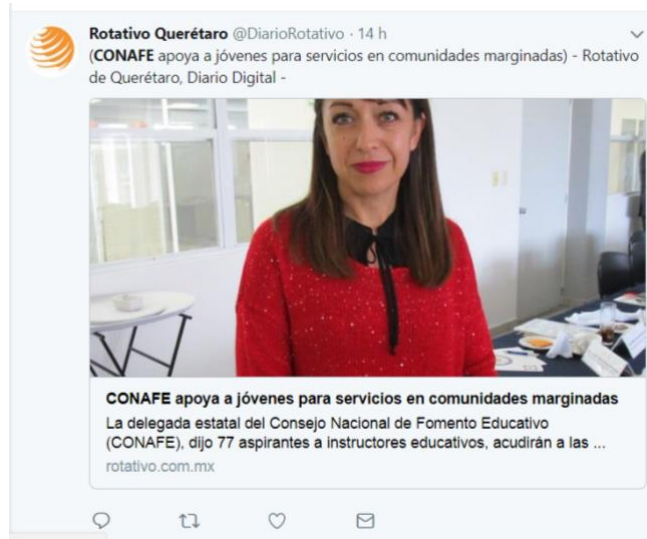 Rotativo Querétaro @DiarioRotativo · 14 h
(CONAFE apoya a jóvenes para servicios en comunidades marginadas) - Rotativo
de Querétaro, Diario Digital -
CONAFE apoya a jóvenes para servicios en comunidades marginadas
La delegada estatal del Consejo Nacional de Fomento Educativo
(CONAFE), dijo 77 aspirantes a instructores educativos, acudirán a las ...
rotativo.com.mx